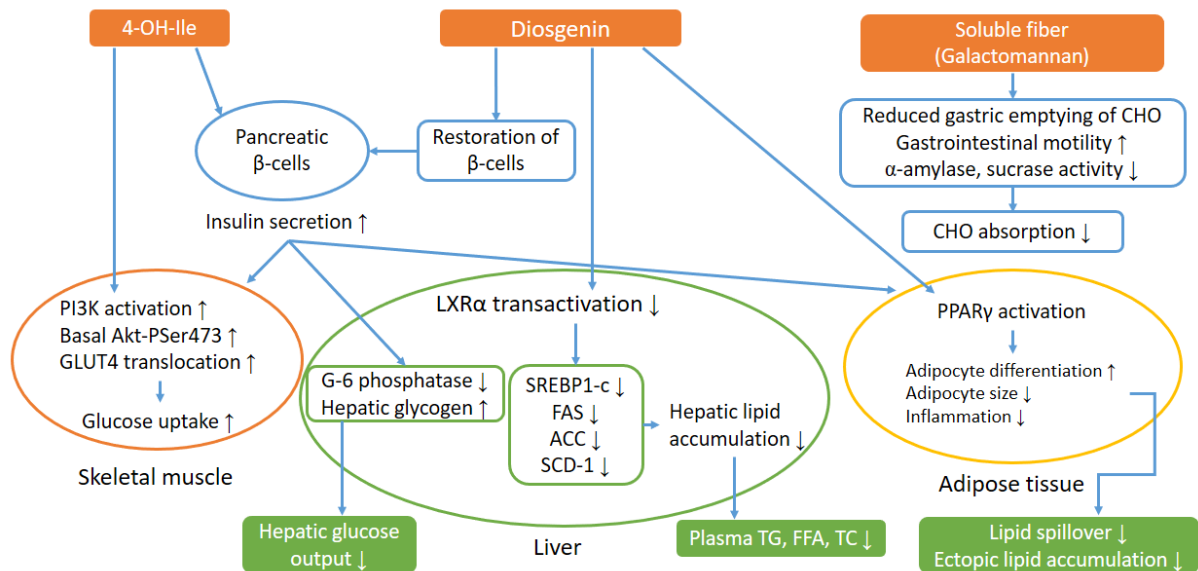 4-OH-Ile
Diosgenin
Soluble fiber
(Galactomannan)
Pancreatic
β-cells
Restoration of
β-cells
Reduced gastric emptying of CHO
Gastrointestinal motility ↑
α-amylase, sucrase activity ↓
Insulin secretion ↑
CHO absorption ↓
PI3K activation ↑
Basal Akt-PSer473 ↑
GLUT4 translocation ↑
Glucose uptake ↑
Skeletal muscle
LXRα transactivation ↓
G-6 phosphatase ↓
Hepatic glycogen ↑
SREBP1-c ↓
FAS ↓
ACC ↓
SCD-1 ↓
Hepatic lipid
accumulation ↓
PPARγ activation
Adipocyte differentiation ↑
Adipocyte size ↓
Inflammation ↓
Adipose tissue
Hepatic glucose
output ↓
Liver
Plasma TG, FFA, TC ↓
Lipid spillover ↓
Ectopic lipid accumulation ↓